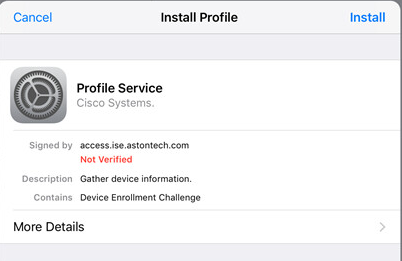 Cancel Install Profile Install
Profile Service
Cisco Systems.
Signed by access.ise.astontech.com
Not Verified
Description Gather device information.
Contains Device Enrollment Challenge
More Details